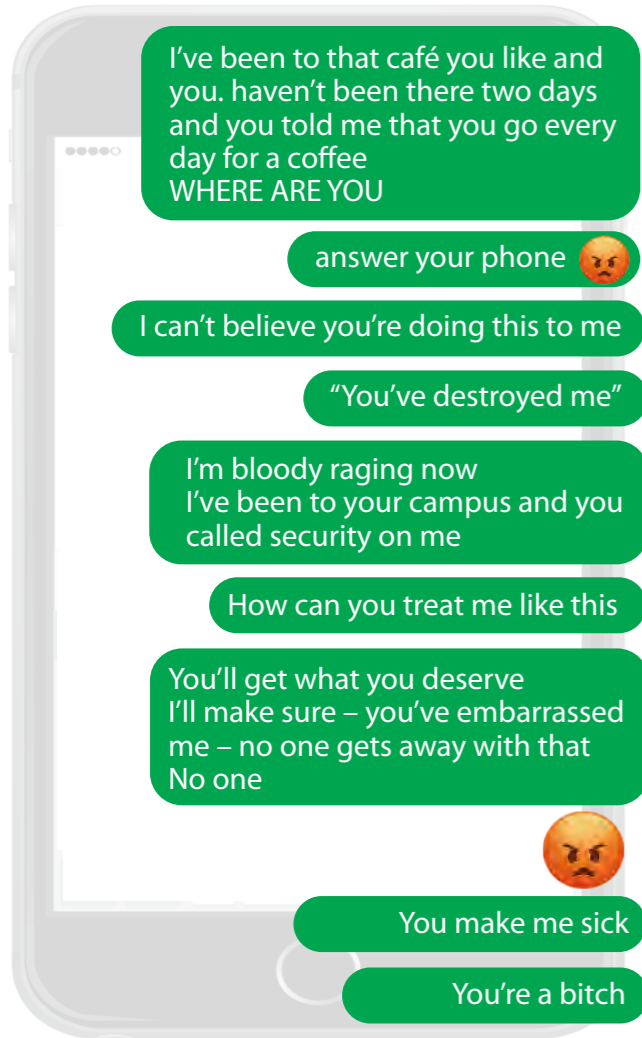 I’ve been to that café you like and
you. haven’t been there two days
and you told me that you go every
day for a coffee
WHERE ARE YOU
answer your phone 😡
I can’t believe you’re doing this to me
“You’ve destroyed me”
I’m bloody raging now
I’ve been to your campus and you
called security on me
How can you treat me like this
You’ll get what you deserve
I’ll make sure – you’ve embarrassed
me – no one gets away with that
No one
😡
You make me sick
You’re a bitch